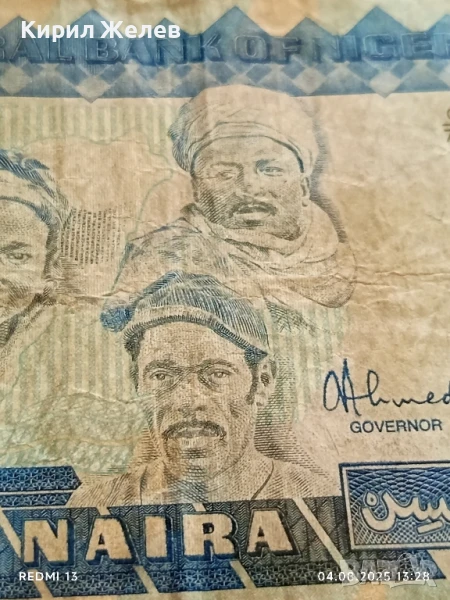 Кирил Желев
RAL BANK OF NIGER
Ahmed
GOVERNOR
NAIRA
REDMI 13
04.06.2025 13:28